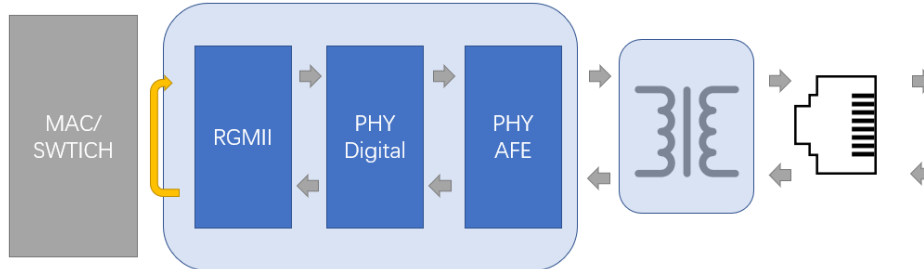 MAC/
SWTICH
RGMII
PHY
Digital
PHY
AFE